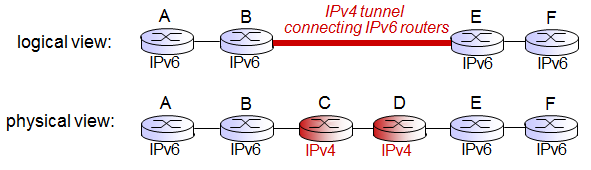 A B IPv4 tunnel E F
connecting IPv6 routers
logical view:
IPv6 IPv6 IPv6 IPv6
A B C D E F
physical view:
IPv6 IPv6 IPv4 IPv4 IPv6 IPv6